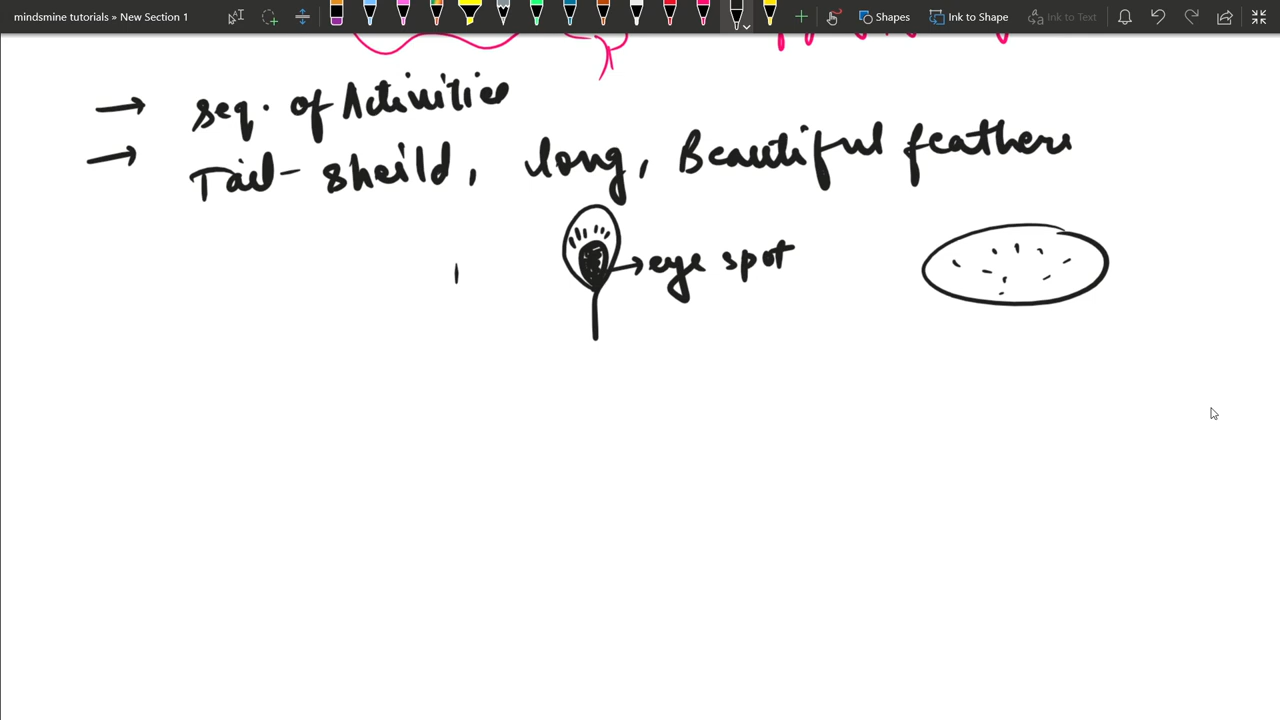 mindsmine tutorials » New Section 1
Shapes
Ink to Shape
Ink to Text
→ seq. of Activities
→ Tail- sheild, long, Beautiful feathers
→ eye spot